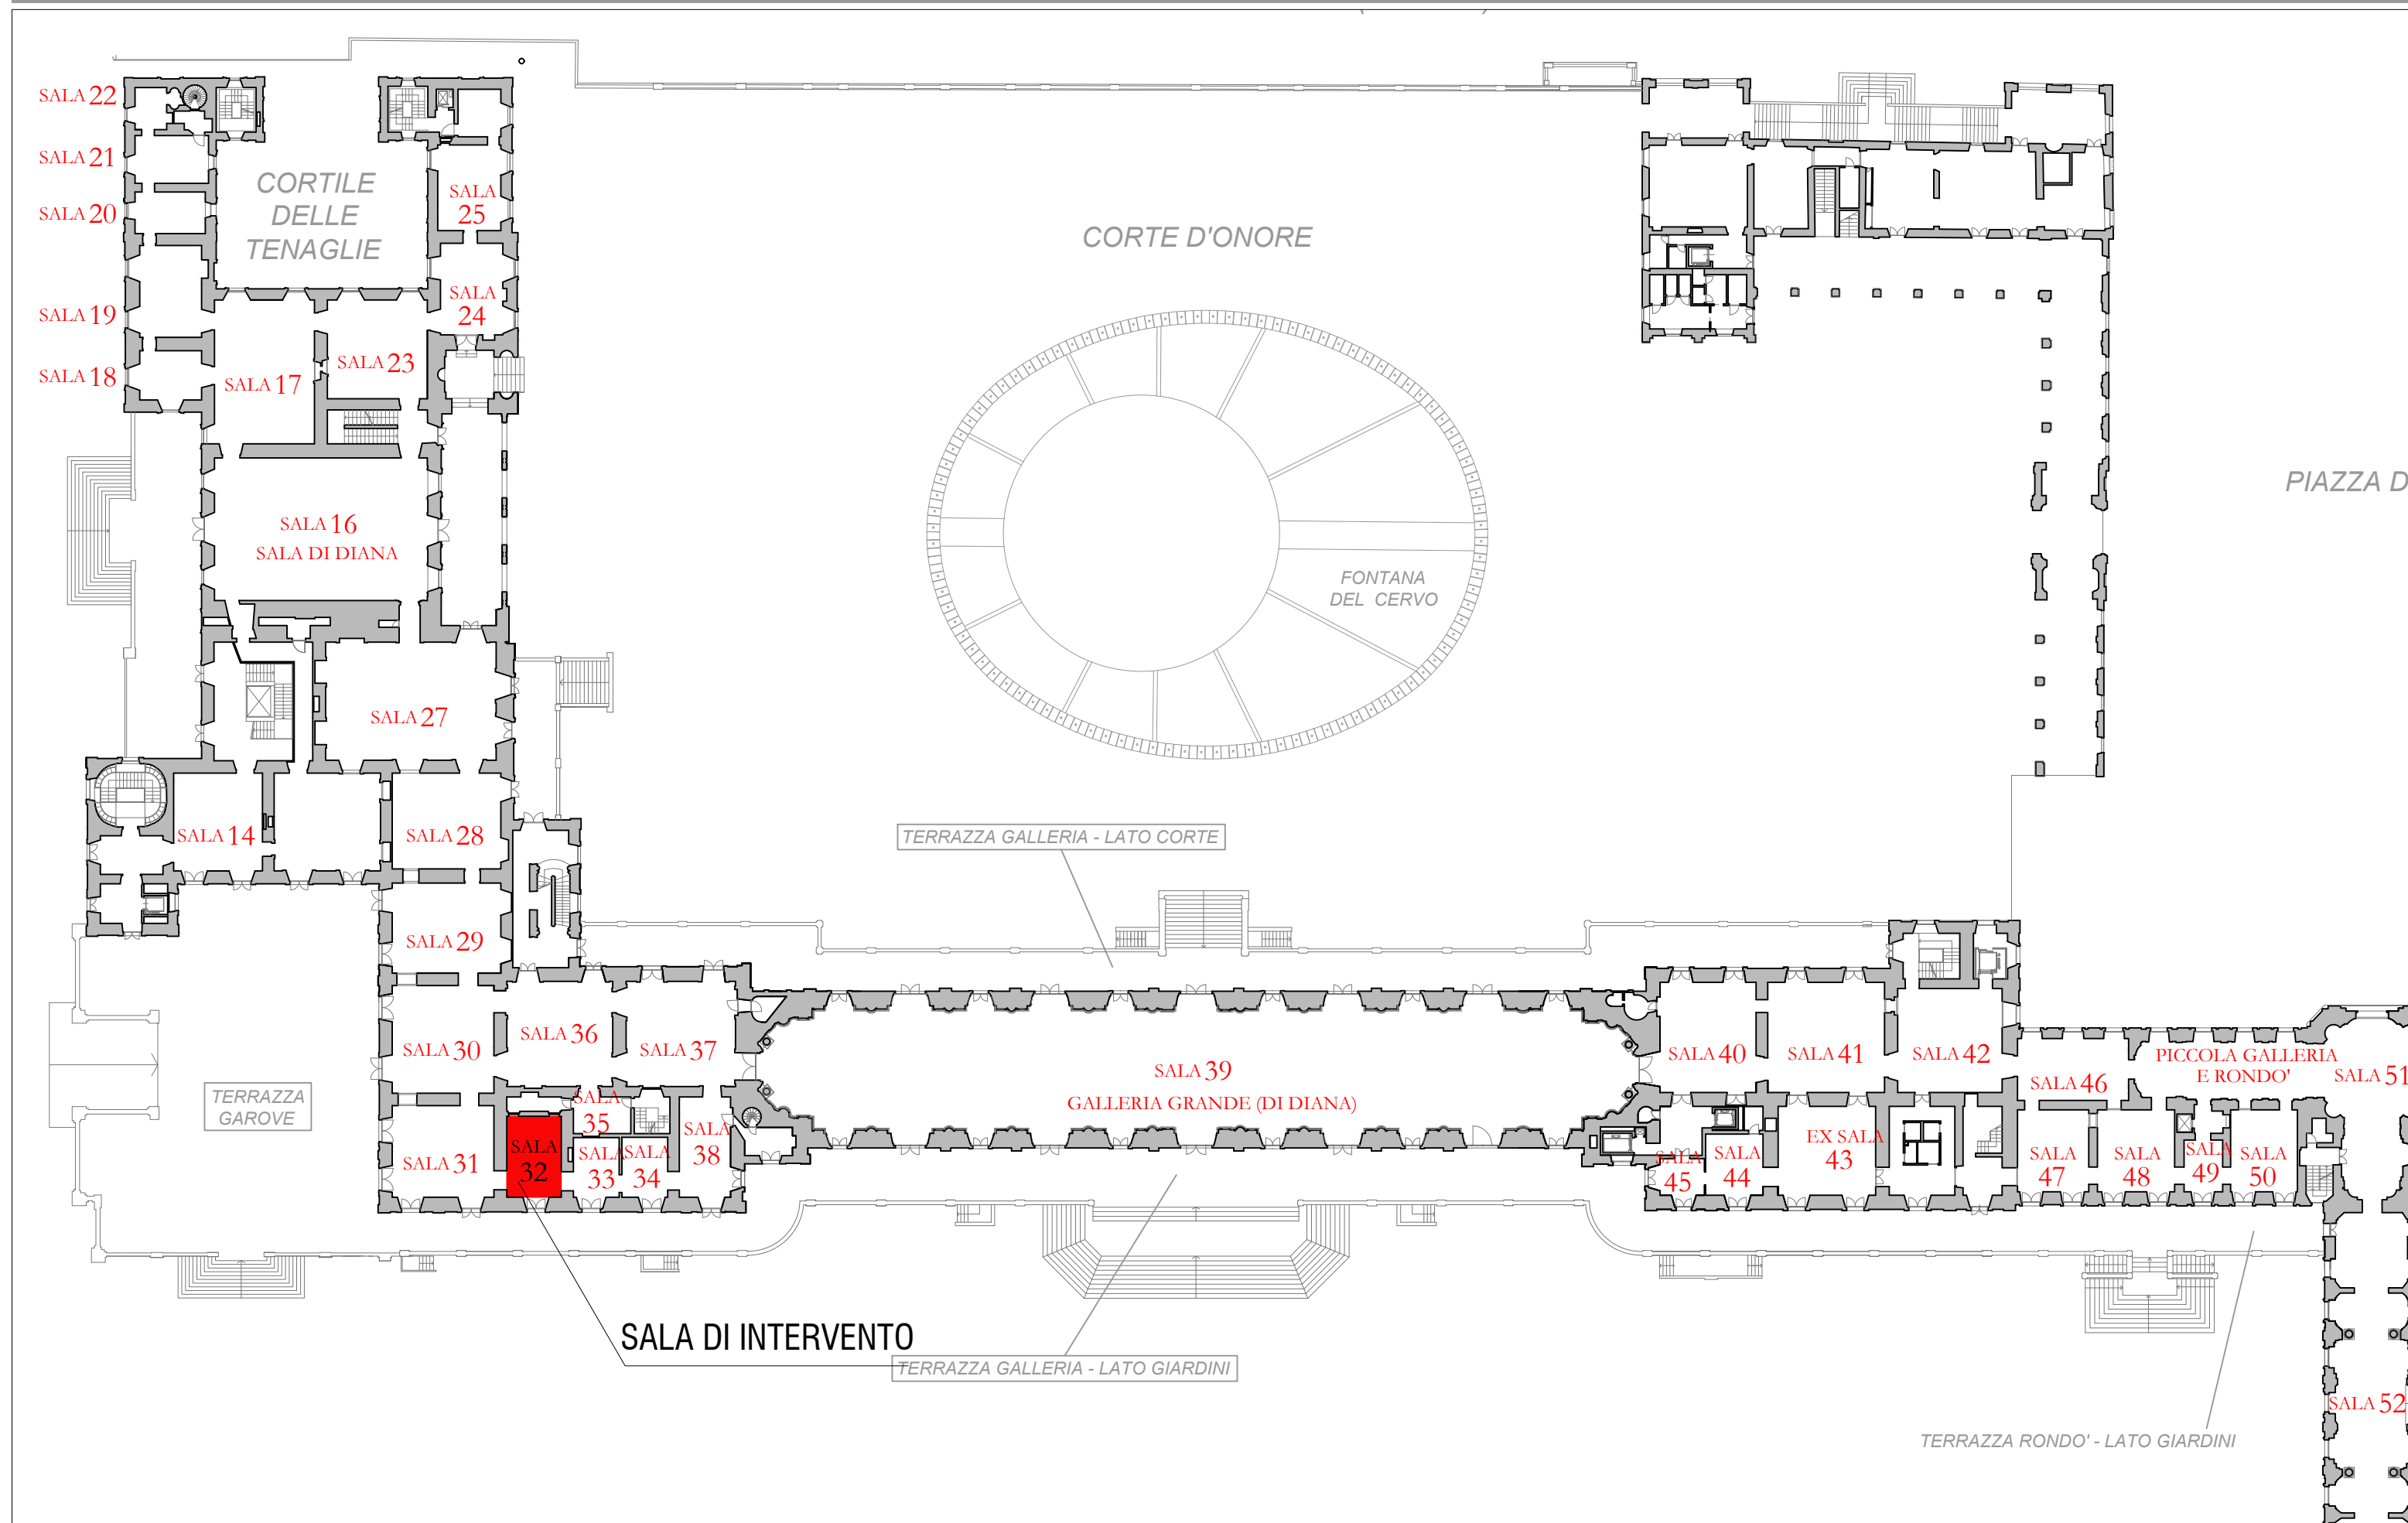 SALA 22
SALA 21
SALA 20
SALA 19
SALA 18
CORTILE
DELLE
TENAGLIE
SALA
25
SALA
24
SALA 23
SALA 17
SALA 16
SALA DI DIANA
CORTE D'ONORE
FONTANA
DEL CERVO
PIAZZA D
SALA 27
SALA 14
SALA 28
SALA 29
SALA 30
SALA 31
SALA 36
SALA 37
SALA
35
SALA
32
SALA
33
SALA
34
SALA
38
TERRAZZA
GAROVE
TERRAZZA GALLERIA - LATO CORTE
SALA 39
GALLERIA GRANDE (DI DIANA)
SALA 40
SALA 41
SALA 42
SALA
45
SALA
44
EX SALA
43
SALA 46
PICCOLA GALLERIA
E RONDO'
SALA 51
SALA
47
SALA
48
SALA
49
SALA
50
SALA DI INTERVENTO
TERRAZZA GALLERIA - LATO GIARDINI
SALA 52
TERRAZZA RONDO' - LATO GIARDINI